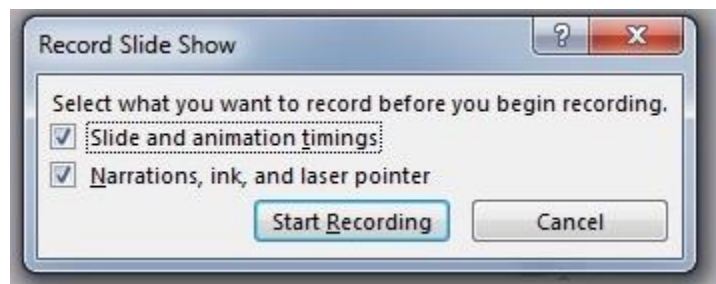 Record Slide Show
Select what you want to record before you begin recording.
Slide and animation timings
Narrations, ink, and laser pointer
Start Recording Cancel